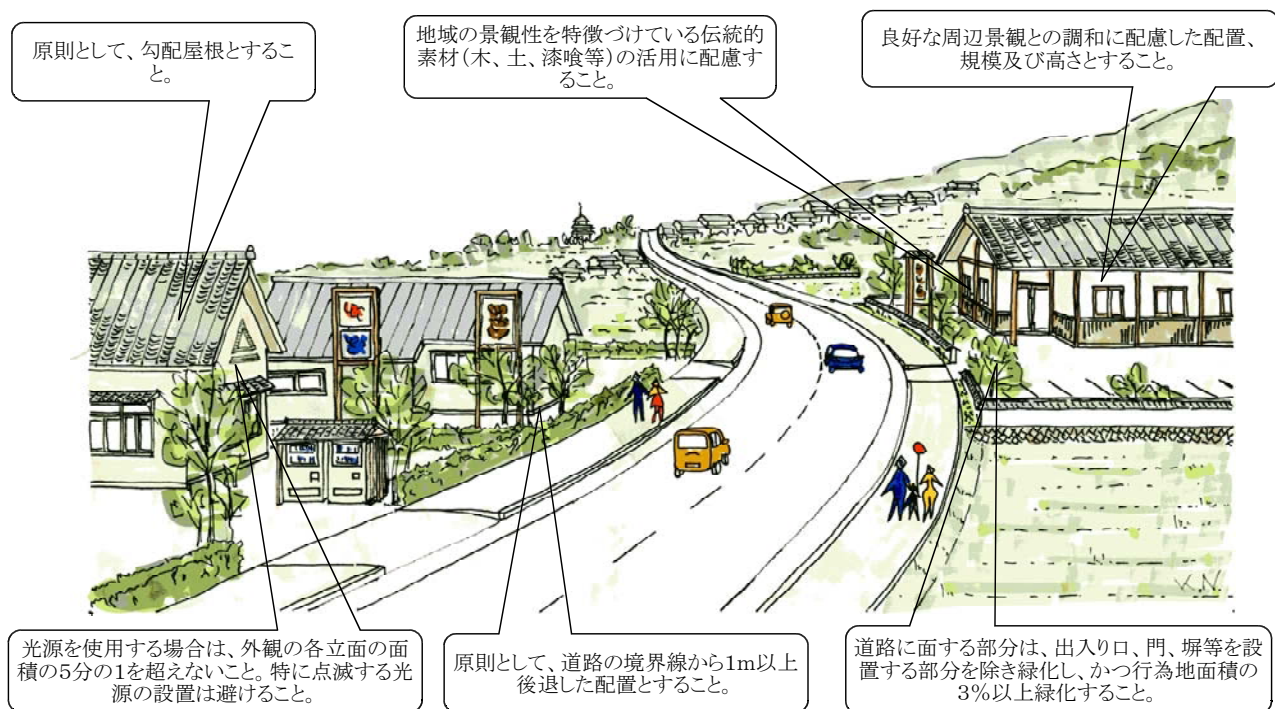 原則として、勾配屋根とするこ
と。
地域の景観性を特徴づけている伝統的
素材(木、土、漆喰等)の活用に配慮す
ること。
良好な周辺景観との調和に配慮した配置、
規模及び高さとすること。
光源を使用する場合は、外観の各立面の面
積の5分の1を超えないこと。特に点滅する光
源の設置は避けること。
原則として、道路の境界線から1m以上
後退した配置とすること。
道路に面する部分は、出入り口、門、塀等を設
置する部分を除き緑化し、かつ行為地面積の
3%以上緑化すること。
K.N